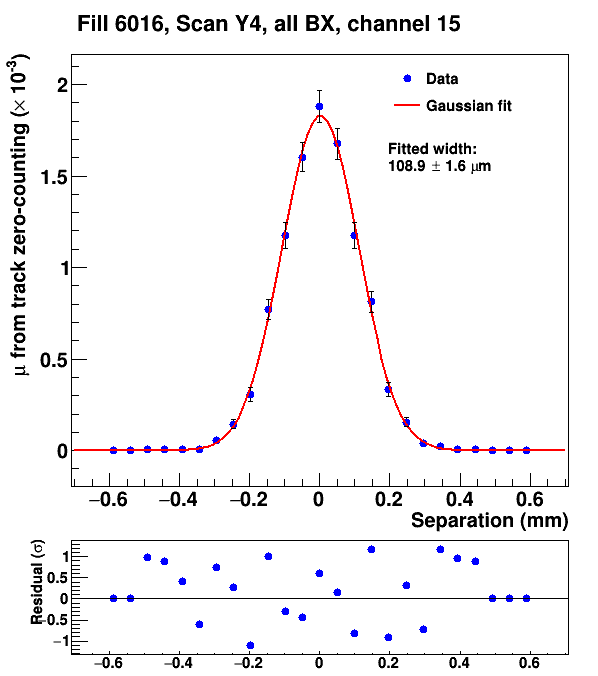 Fill 6016, Scan Y4, all BX, channel 15
μ from track zero-counting (× 10⁻³)
2
1.5
1
0.5
0
Data
Gaussian fit
Fitted width:
108.9 ± 1.6 μm
−0.6 −0.4 −0.2 0 0.2 0.4 0.6
Separation (mm)
Residual (σ)
1
0.5
0
−0.5
−1
−0.6 −0.4 −0.2 0 0.2 0.4 0.6